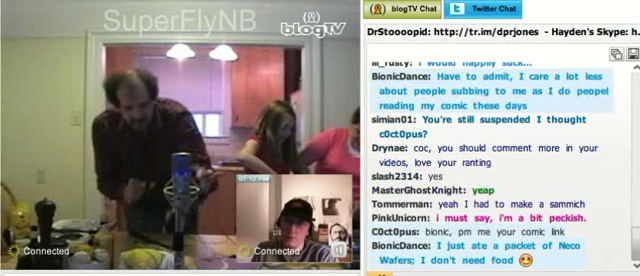 SuperFlyNB
blogTV
Connected
Connected
blogTV Chat
Twitter Chat
DrStoooopid: http://tr.im/dprjones - Hayden's Skype: h.
m_rusty: I would happily suck...
BionicDance: Have to admit, I care a lot less
about people subbing to me as I do peopel
reading my comic these days
simian01: You're still suspended I thought
c0ct0pus?
Drynae: coc, you should comment more in your
videos, love your ranting
slash2314: yes
MasterGhostKnight: yeap
Tommerman: yeah I had to make a sammich
PinkUnicorn: i must say, i'm a bit peckish.
C0ct0pus: bionic, pm me your comic link
BionicDance: I just ate a packet of Neco
Wafers; I don't need food